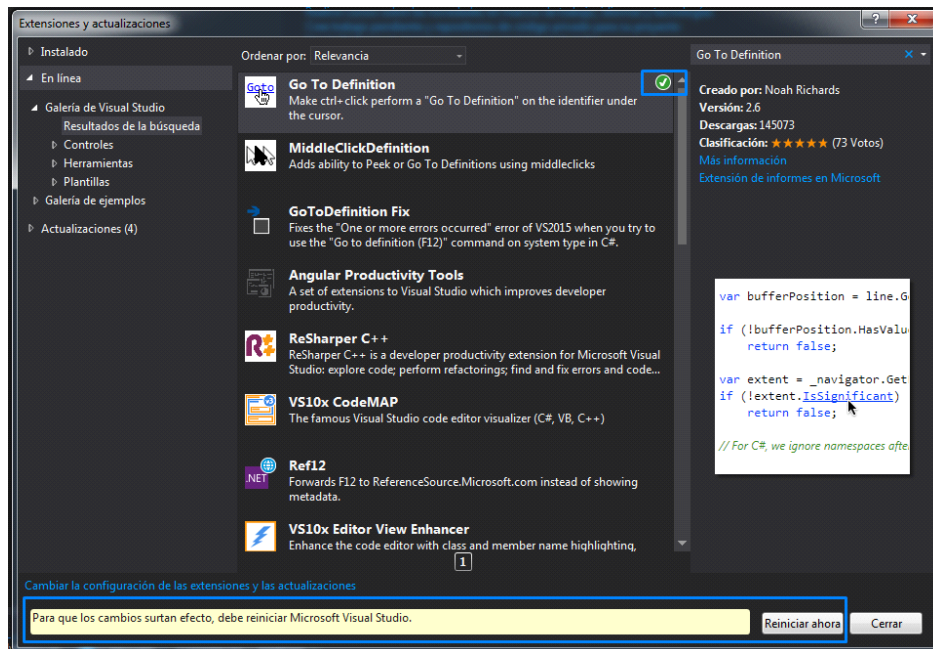 Extensiones y actualizaciones
Instalado
En línea
Galería de Visual Studio
Resultados de la búsqueda
Controles
Herramientas
Plantillas
Galería de ejemplos
Actualizaciones (4)
Ordenar por: Relevancia
Goto
Go To Definition
Make ctrl+click perform a "Go To Definition" on the identifier under
the cursor.
MiddleClickDefinition
Adds ability to Peek or Go To Definitions using middleclicks
GoToDefinition Fix
Fixes the "One or more errors occurred" error of VS2015 when you try to
use the "Go to definition (F12)" command on system type in C#.
Angular Productivity Tools
A set of extensions to Visual Studio which improves developer
productivity.
ReSharper C++
ReSharper C++ is a developer productivity extension for Microsoft Visual
Studio: explore code; perform refactorings; find and fix errors and code...
VS10x CodeMAP
The famous Visual Studio code editor visualizer (C#, VB, C++)
.NET
Ref12
Forwards F12 to ReferenceSource.Microsoft.com instead of showing
metadata.
VS10x Editor View Enhancer
Enhance the code editor with class and member name highlighting,
1
Go To Definition
Creado por: Noah Richards
Versión: 2.6
Descargas: 145073
Clasificación: ★★★★★ (73 Votos)
Más información
Extensión de informes en Microsoft
var bufferPosition = line.G
if (!bufferPosition.HasValu
return false;
var extent = _navigator.Get
if (!extent.IsSignificant)
return false;
// For C#, we ignore namespaces afte
Cambiar la configuración de las extensiones y las actualizaciones
Para que los cambios surtan efecto, debe reiniciar Microsoft Visual Studio.
Reiniciar ahora
Cerrar